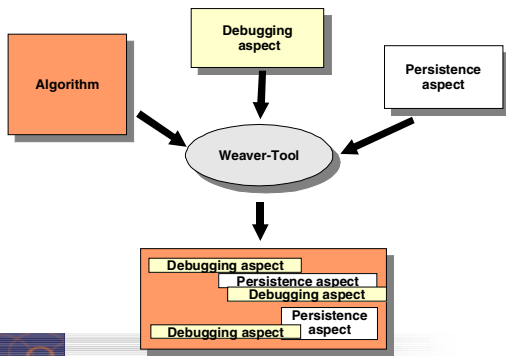 Debugging
aspect
Algorithm
Persistence
aspect
Weaver-Tool
Debugging aspect
Persistence aspect
Debugging aspect
Persistence
aspect
Debugging aspect